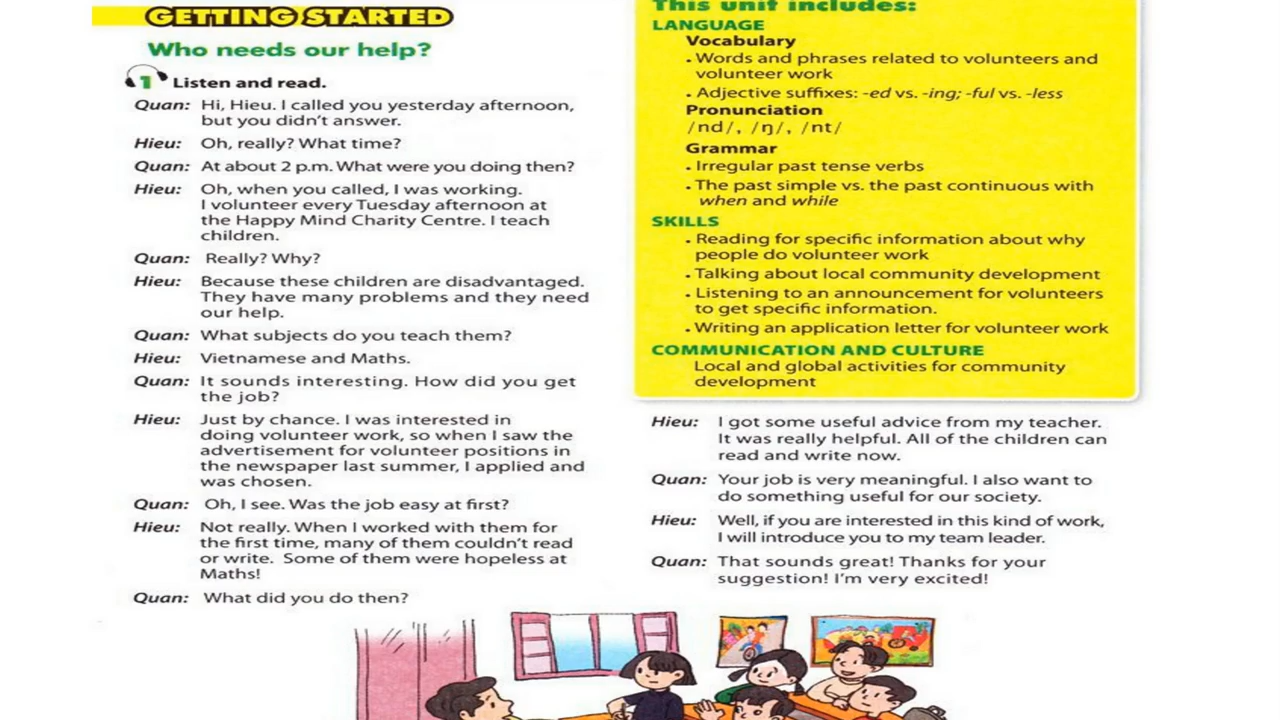 GETTING STARTED
Who needs our help?
1 Listen and read.
Quan: Hi, Hieu. I called you yesterday afternoon,
but you didn't answer.
Hieu: Oh, really? What time?
Quan: At about 2 p.m. What were you doing then?
Hieu: Oh, when you called, I was working.
I volunteer every Tuesday afternoon at
the Happy Mind Charity Centre. I teach
children.
Quan: Really? Why?
Hieu: Because these children are disadvantaged.
They have many problems and they need
our help.
Quan: What subjects do you teach them?
Hieu: Vietnamese and Maths.
Quan: It sounds interesting. How did you get
the job?
Hieu: Just by chance. I was interested in
doing volunteer work, so when I saw the
advertisement for volunteer positions in
the newspaper last summer, I applied and
was chosen.
Quan: Oh, I see. Was the job easy at first?
Hieu: Not really. When I worked with them for
the first time, many of them couldn't read
or write. Some of them were hopeless at
Maths!
Quan: What did you do then?
This unit includes:
LANGUAGE
Vocabulary
• Words and phrases related to volunteers and
volunteer work
• Adjective suffixes: -ed vs. -ing; -ful vs. -less
Pronunciation
/nd/, /ŋ/, /nt/
Grammar
• Irregular past tense verbs
• The past simple vs. the past continuous with
when and while
SKILLS
• Reading for specific information about why
people do volunteer work
• Talking about local community development
• Listening to an announcement for volunteers
to get specific information.
• Writing an application letter for volunteer work
COMMUNICATION AND CULTURE
Local and global activities for community
development
Hieu: I got some useful advice from my teacher.
It was really helpful. All of the children can
read and write now.
Quan: Your job is very meaningful. I also want to
do something useful for our society.
Hieu: Well, if you are interested in this kind of work,
I will introduce you to my team leader.
Quan: That sounds great! Thanks for your
suggestion! I'm very excited!